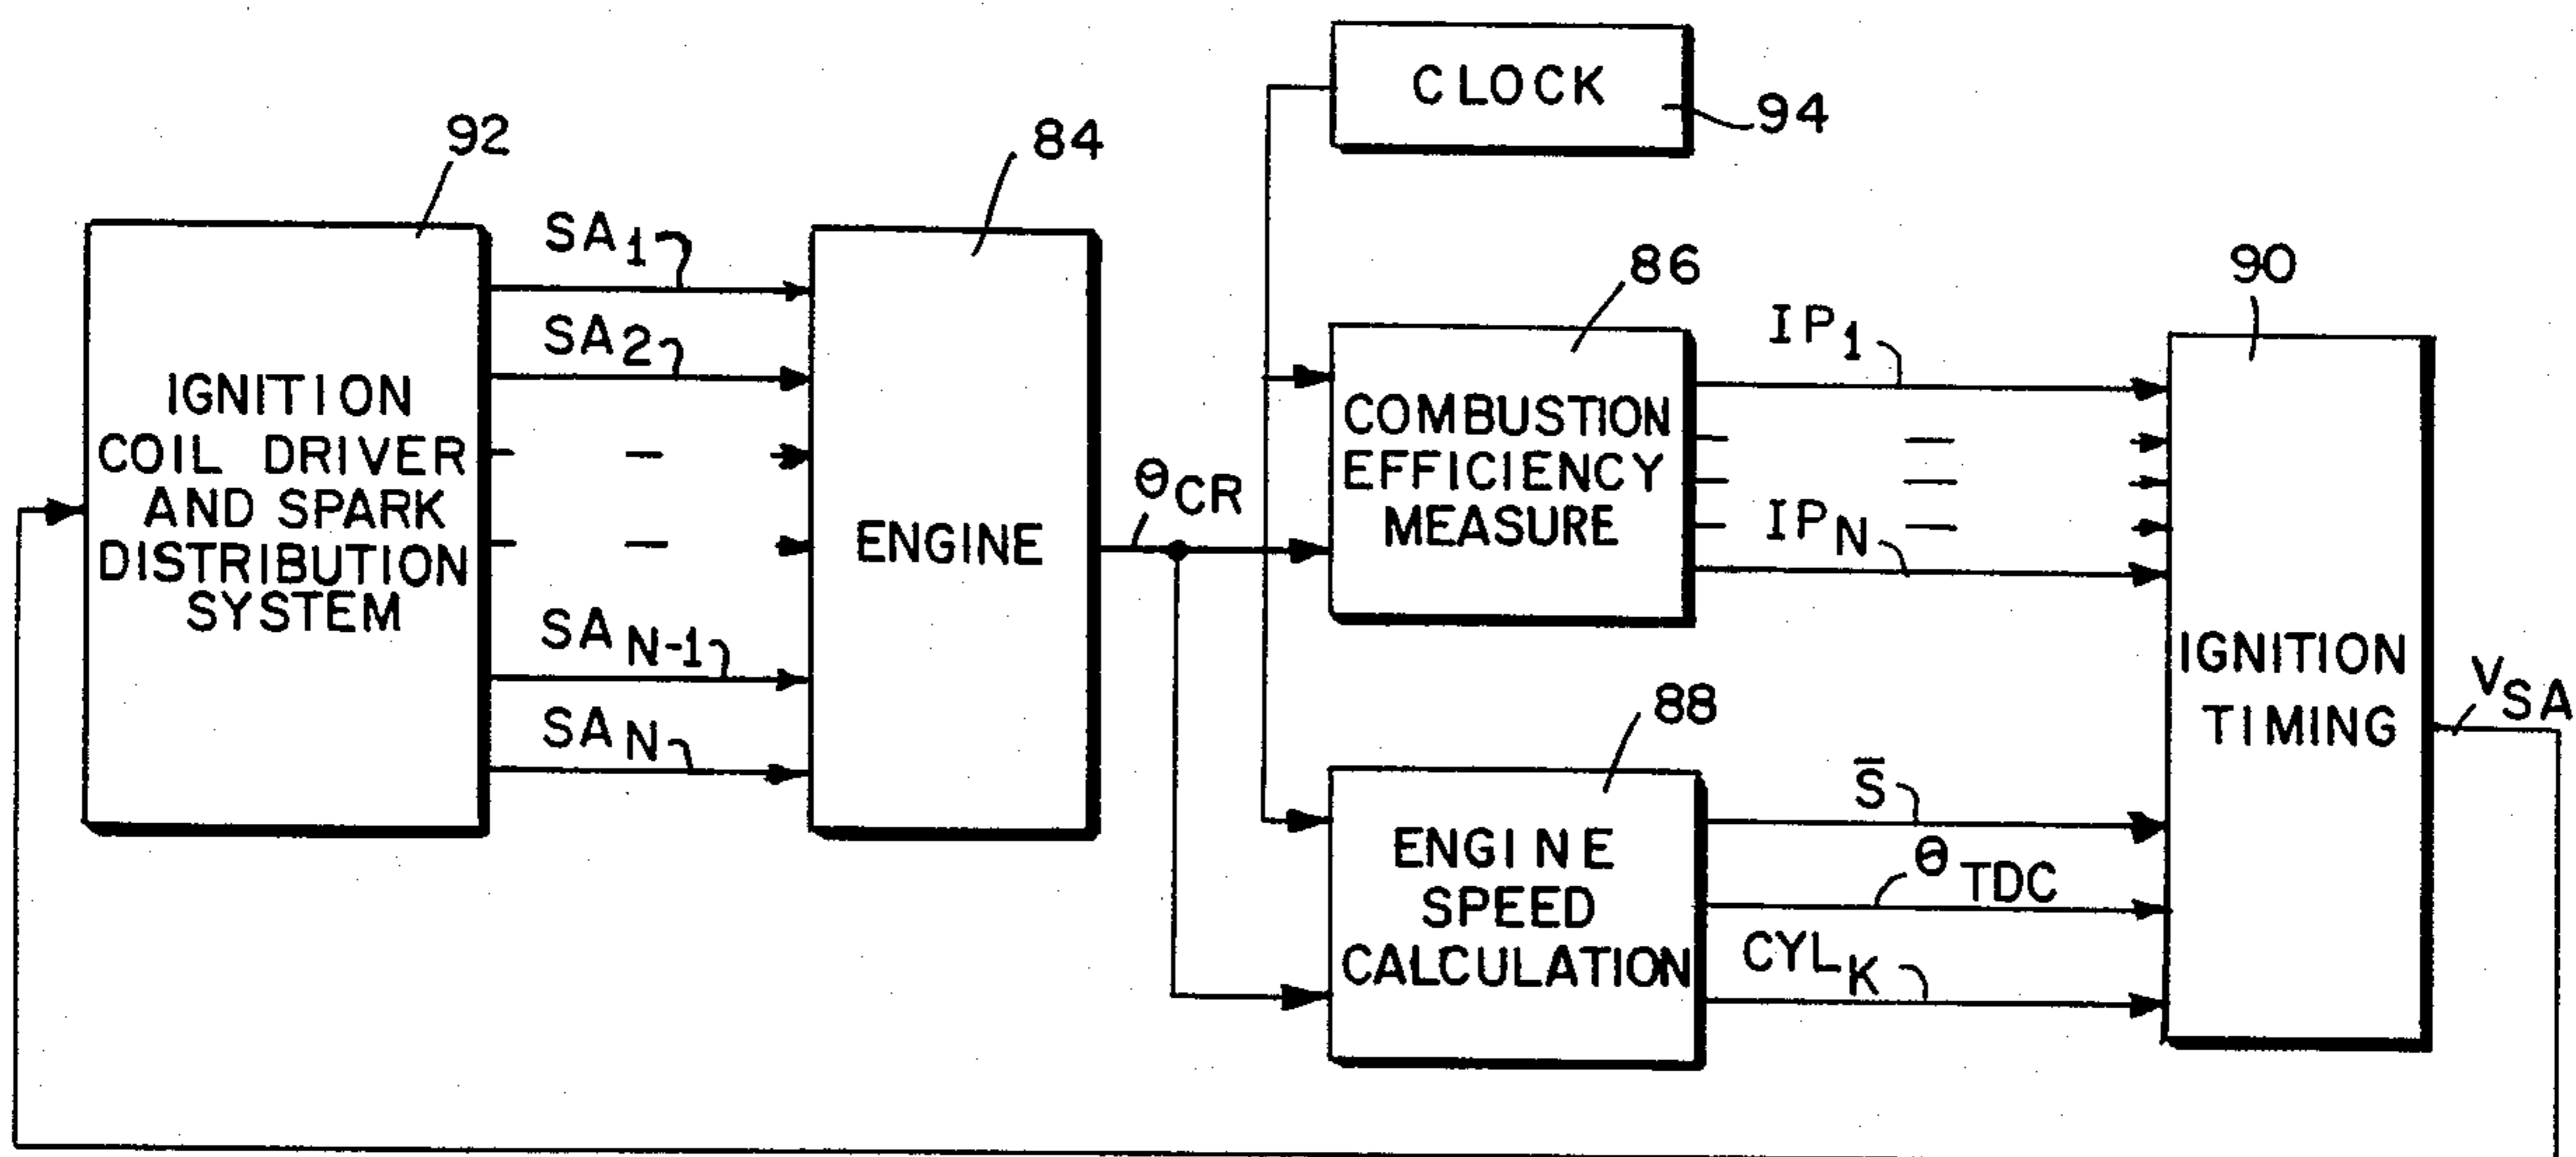 92
IGNITION
COIL DRIVER
AND SPARK
DISTRIBUTION
SYSTEM
SA1
SA2
SAN-1
SAN
84
ENGINE
θCR
CLOCK
94
86
COMBUSTION
EFFICIENCY
MEASURE
IP1
IPN
88
ENGINE
SPEED
CALCULATION
S̄
θTDC
CYLK
90
IGNITION
TIMING
VSA